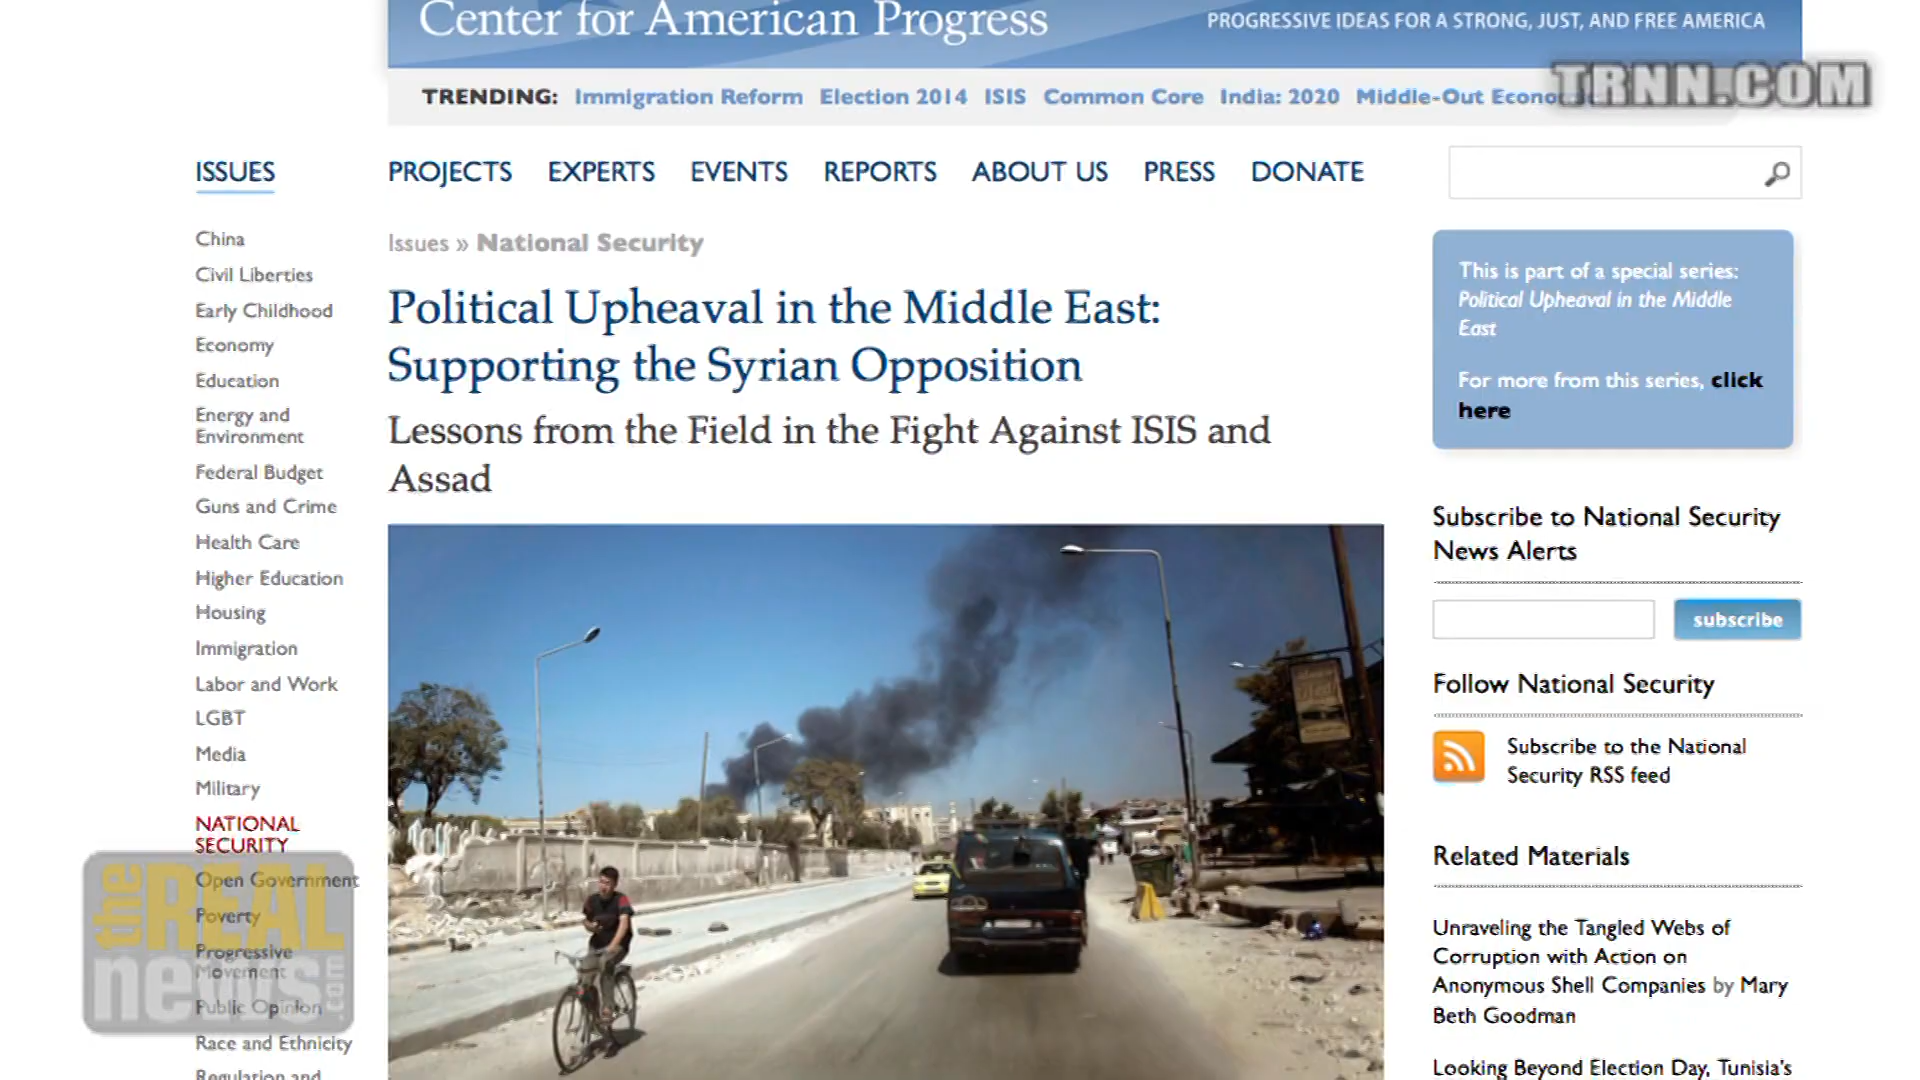 Center for American Progress
PROGRESSIVE IDEAS FOR A STRONG, JUST, AND FREE AMERICA
TRNN.COM
TRENDING: Immigration Reform Election 2014 ISIS Common Core India: 2020 Middle-Out
ISSUES
PROJECTS EXPERTS EVENTS REPORTS ABOUT US PRESS DONATE
China
Civil Liberties
Early Childhood
Economy
Education
Energy and
Environment
Federal Budget
Guns and Crime
Health Care
Higher Education
Housing
Immigration
Labor and Work
LGBT
Media
Military
NATIONAL
SECURITY
Open Government
Poverty
Progressive
Movement
Public Opinion
Race and Ethnicity
Regulation and
Issues » National Security
Political Upheaval in the Middle East:
Supporting the Syrian Opposition
Lessons from the Field in the Fight Against ISIS and
Assad
This is part of a special series:
Political Upheaval in the Middle
East
For more from this series, click
here
Subscribe to National Security
News Alerts
subscribe
Follow National Security
Subscribe to the National
Security RSS feed
Related Materials
Unraveling the Tangled Webs of
Corruption with Action on
Anonymous Shell Companies by Mary
Beth Goodman
Looking Beyond Election Day, Tunisia's
the REAL
news.com